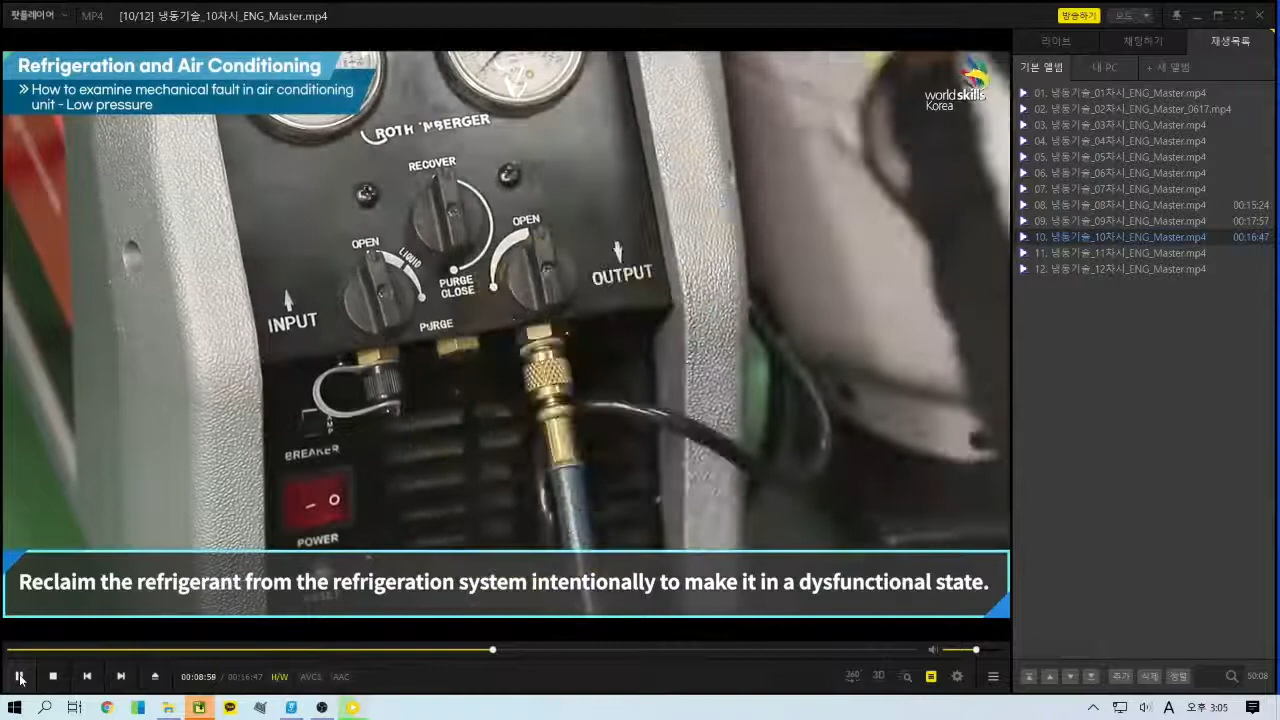 팟플레이어
MP4
[10/12] 냉동기술_10차시_ENG_Master.mp4
방송하기
모드
Refrigeration and Air Conditioning
» How to examine mechanical fault in air conditioning
unit - Low pressure
worldskills
Korea
ROTHENBERGER
RECOVER
OPEN
OPEN
LIQUID
PURGE
CLOSE
OUTPUT
INPUT
PURGE
BREAKER
POWER
Reclaim the refrigerant from the refrigeration system intentionally to make it in a dysfunctional state.
라이브
채팅하기
재생목록
기본 앨범
내 PC
+ 새 앨범
01. 냉동기술_01차시_ENG_Master.mp4
02. 냉동기술_02차시_ENG_Master_0617.mp4
03. 냉동기술_03차시_ENG_Master.mp4
04. 냉동기술_04차시_ENG_Master.mp4
05. 냉동기술_05차시_ENG_Master.mp4
06. 냉동기술_06차시_ENG_Master.mp4
07. 냉동기술_07차시_ENG_Master.mp4
08. 냉동기술_08차시_ENG_Master.mp4 00:15:24
09. 냉동기술_09차시_ENG_Master.mp4 00:17:57
10. 냉동기술_10차시_ENG_Master.mp4 00:16:47
11. 냉동기술_11차시_ENG_Master.mp4
12. 냉동기술_12차시_ENG_Master.mp4
00:08:59 / 00:16:47 H/W AVC1 AAC
360° 3D
추가 삭제 정렬
50:08
A 오후 3:05